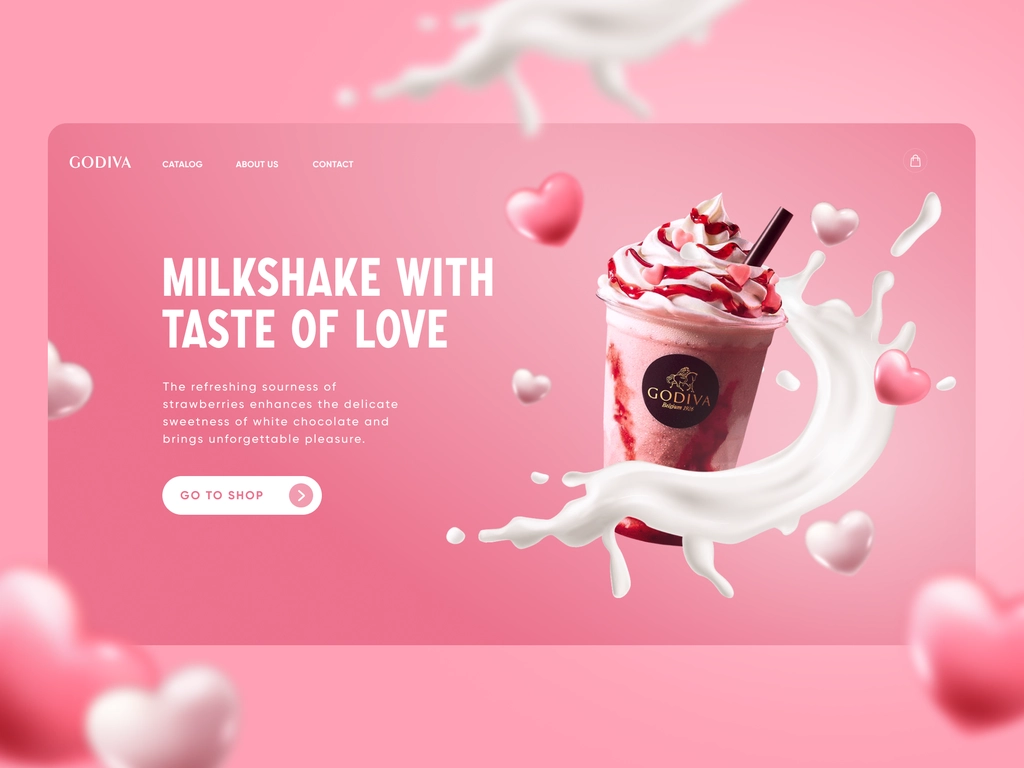 GODIVA
CATALOG
ABOUT US
CONTACT
MILKSHAKE WITH
TASTE OF LOVE
The refreshing sourness of
strawberries enhances the delicate
sweetness of white chocolate and
brings unforgettable pleasure.
GO TO SHOP
GODIVA
Belgium 1926